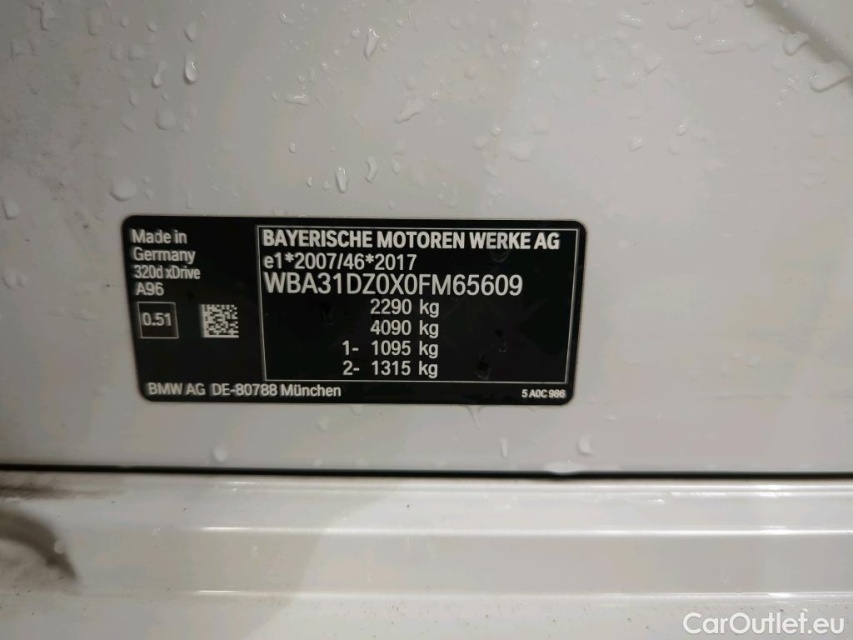 Made in
Germany
320d xDrive
A96
0.51
BAYERISCHE MOTOREN WERKE AG
e1*2007/46*2017
WBA31DZ0X0FM65609
2290 kg
4090 kg
1- 1095 kg
2- 1315 kg
BMW AG DE-80788 München
5 A0C 986
CarOutlet.eu